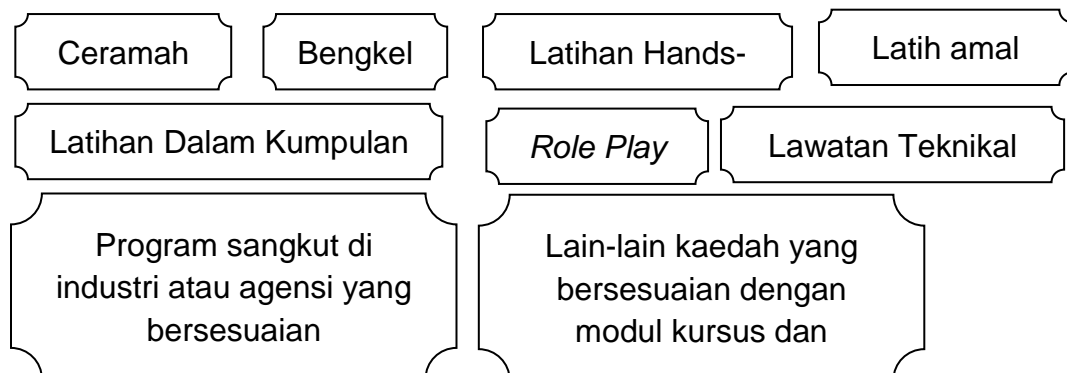 Ceramah
Bengkel
Latihan Hands-
Latih amal
Latihan Dalam Kumpulan
Role Play
Lawatan Teknikal
Program sangkut di
industri atau agensi yang
bersesuaian
Lain-lain kaedah yang
bersesuaian dengan
modul kursus dan